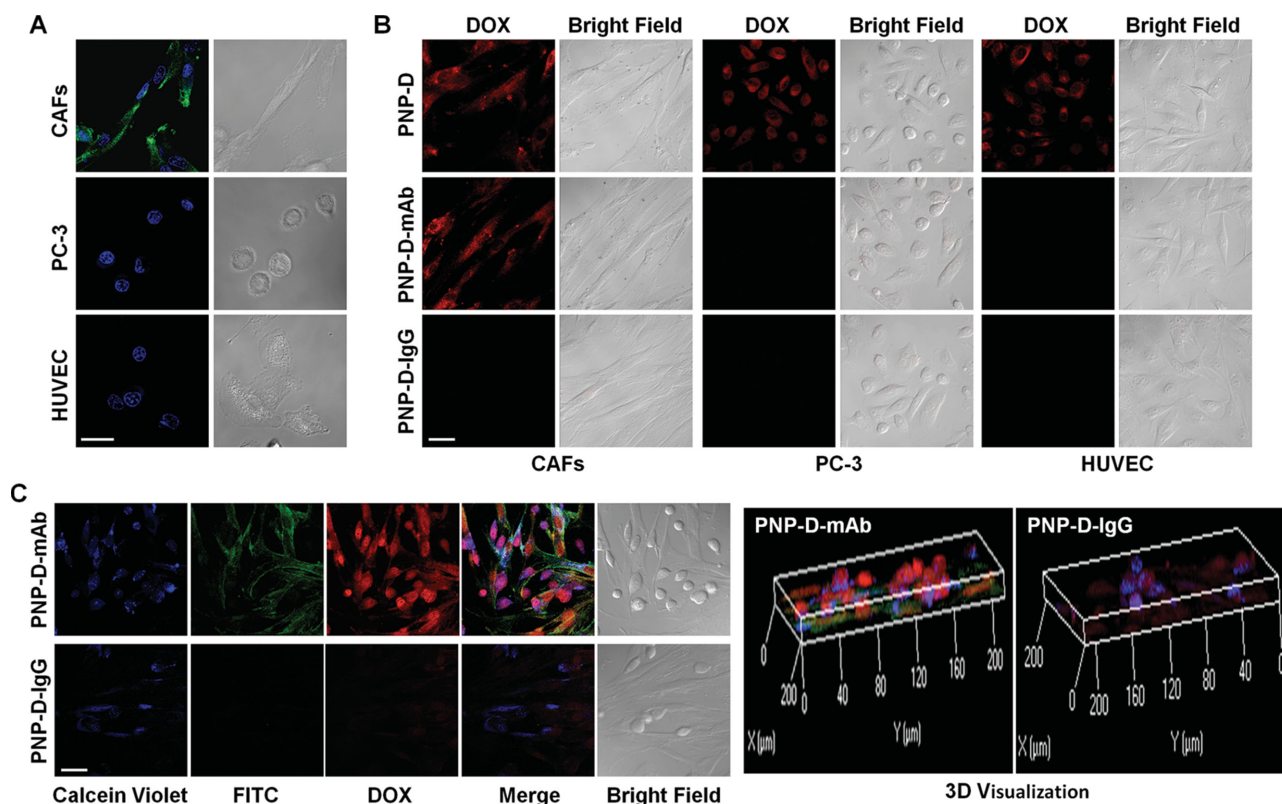 A
CAFs
PC-3
HUVEC
B
DOX Bright Field DOX Bright Field DOX Bright Field
PNP-D
PNP-D-mAb
PNP-D-IgG
CAFs PC-3 HUVEC
C
PNP-D-mAb
PNP-D-IgG
Calcein Violet FITC DOX Merge Bright Field
PNP-D-mAb
0
200
0
40
80
120
160
200
X (µm)
Y (µm)
PNP-D-IgG
200
0
200
160
120
80
40
X (µm)
Y (µm)
3D Visualization